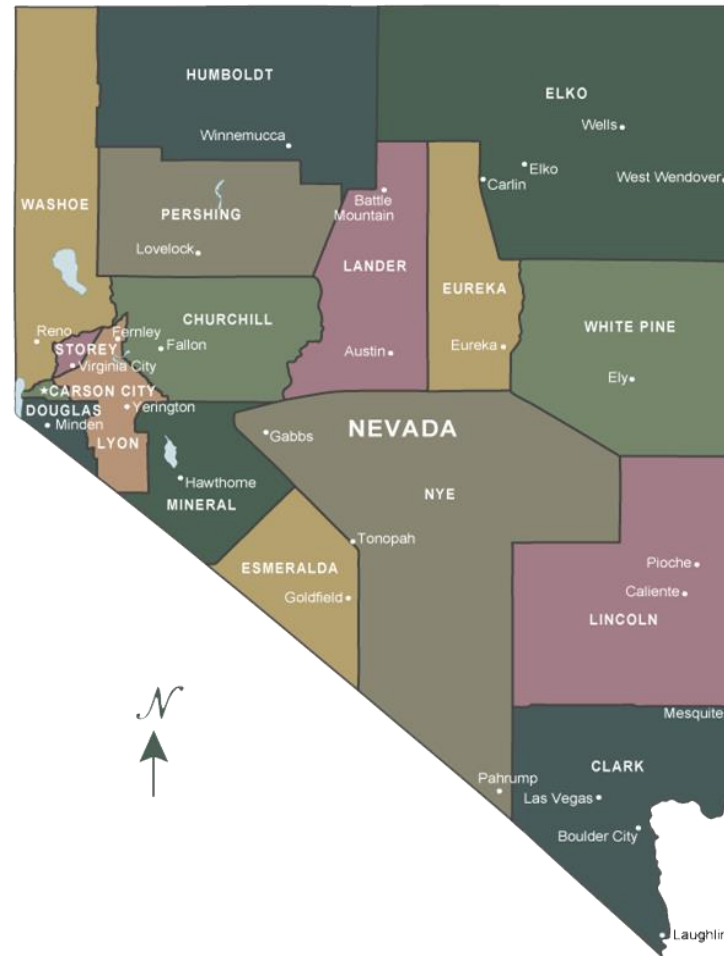 HUMBOLDT
ELKO
Wells
Winnemucca
Elko
Carlin
West Wendover
Battle
Mountain
WASHOE
PERSHING
Lovelock
LANDER
EUREKA
CHURCHILL
WHITE PINE
Reno
Fernley
STOREY
Fallon
Austin
Eureka
Virginia City
Ely
CARSON CITY
DOUGLAS
Yerington
Minden
NEVADA
Gabbs
LYON
Hawthorne
NYE
MINERAL
Tonopah
ESMERALDA
Pioche
Goldfield
Caliente
LINCOLN
N
Mesquite
CLARK
Pahrump
Las Vegas
Boulder City
Laughlin